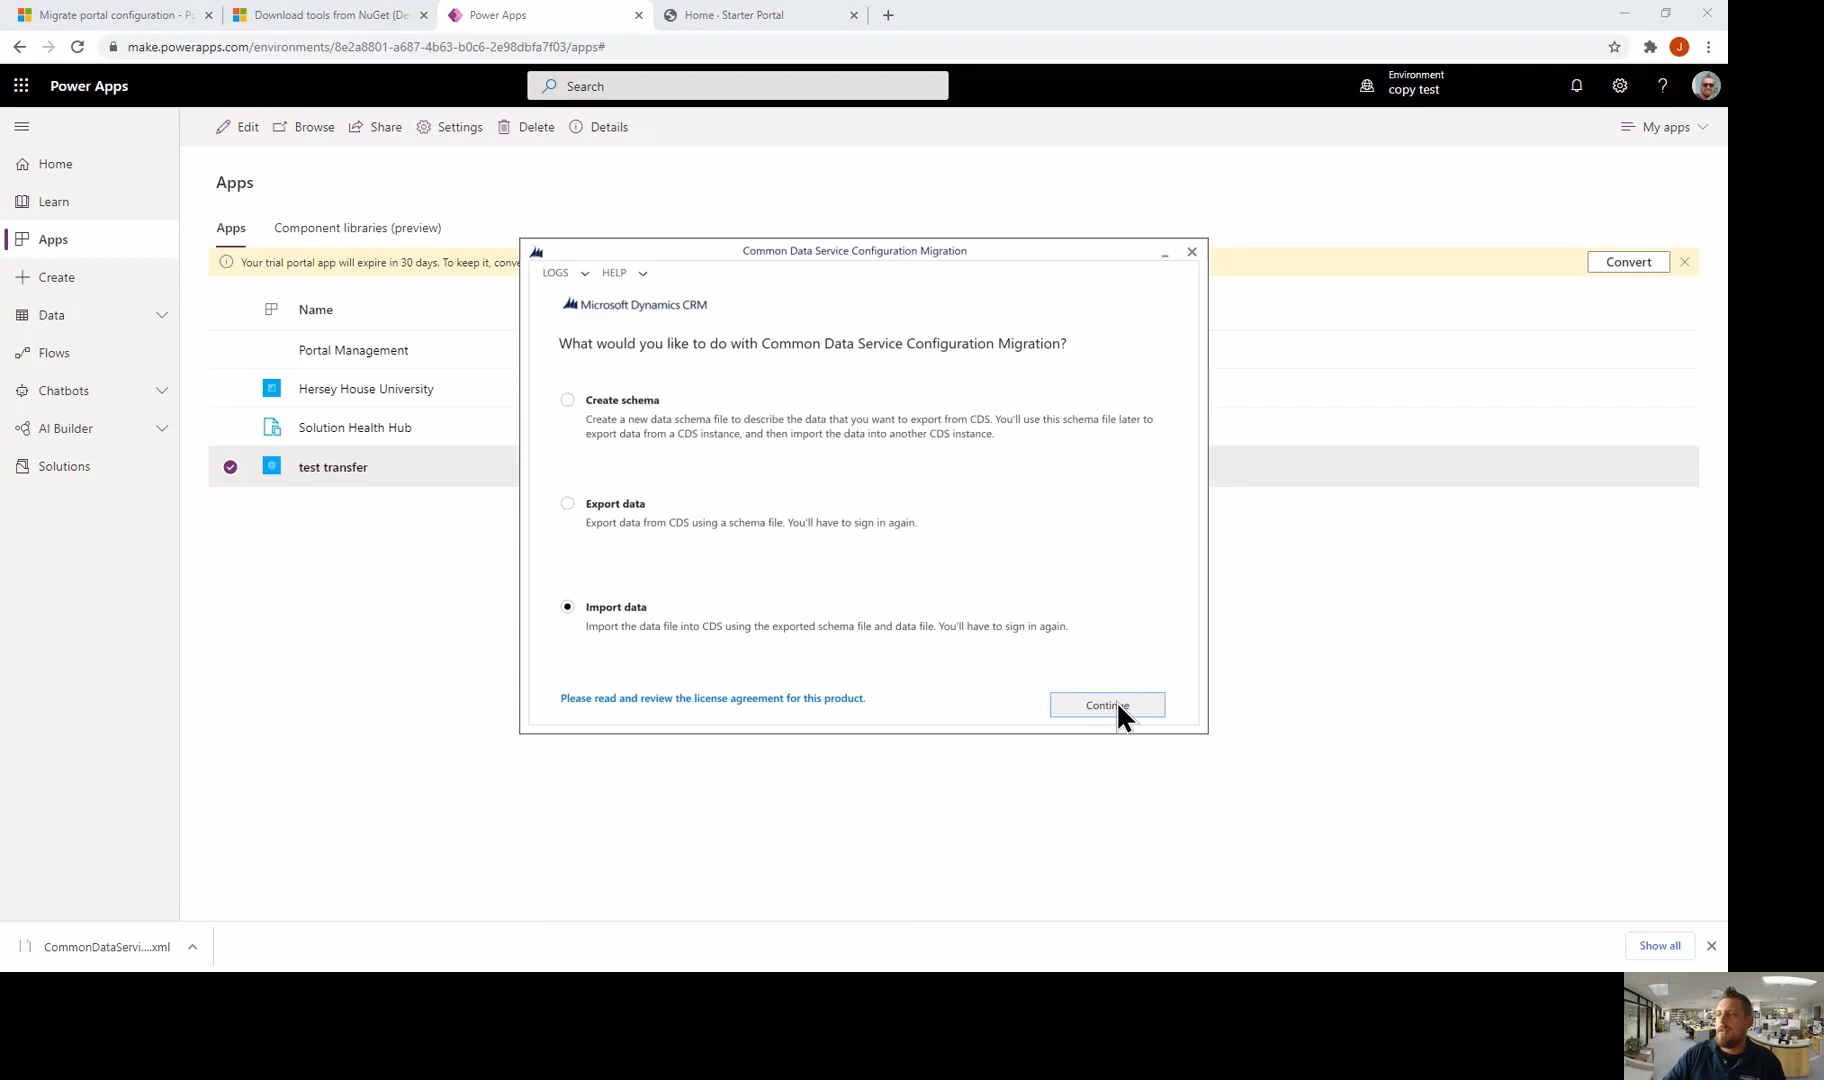 Migrate portal configuration - Po
Download tools from NuGet (De
Power Apps
Home · Starter Portal
make.powerapps.com/environments/8e2a8801-a687-4b63-b0c6-2e98dbfa7f03/apps#
J
Power Apps
Search
Environment
copy test
?
Edit
Browse
Share
Settings
Delete
Details
My apps
Home
Learn
Apps
Create
Data
Flows
Chatbots
AI Builder
Solutions
Apps
Apps
Component libraries (preview)
Your trial portal app will expire in 30 days. To keep it, conve
Convert
Name
Portal Management
Hersey House University
Solution Health Hub
test transfer
Common Data Service Configuration Migration
LOGS
HELP
Microsoft Dynamics CRM
What would you like to do with Common Data Service Configuration Migration?
Create schema
Create a new data schema file to describe the data that you want to export from CDS. You'll use this schema file later to
export data from a CDS instance, and then import the data into another CDS instance.
Export data
Export data from CDS using a schema file. You'll have to sign in again.
Import data
Import the data file into CDS using the exported schema file and data file. You'll have to sign in again.
Please read and review the license agreement for this product.
Continue
CommonDataServi....xml
Show all